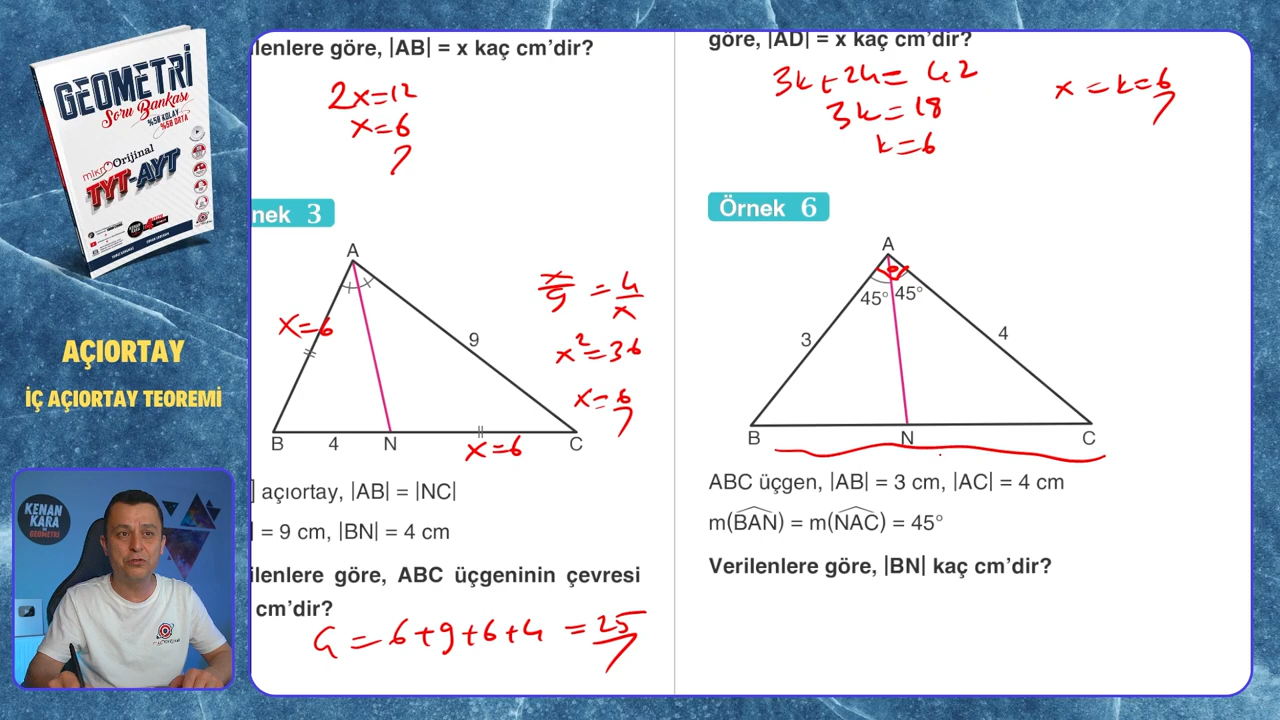 GEOMETRİ
Soru Bankası
%50 KOLAY
%50 ORTA
mikro Orijinal
TYT-AYT
AÇIORTAY
İÇ AÇIORTAY TEOREMİ
KENAN
KARA
GEOMETRİ
ilenlere göre, |AB| = x kaç cm'dir?
2x=12
x=6
nek 3
A
x=6
9
B 4 N C
x=6
x/9 = 4/x
x²=36
x=6
] açıortay, |AB| = |NC|
| = 9 cm, |BN| = 4 cm
ilenlere göre, ABC üçgeninin çevresi
cm'dir?
Ç = 6+9+6+4 = 25
göre, |AD| = x kaç cm'dir?
3k+24= 42
3k=18
k=6
x = k=6
Örnek 6
A
45° 45°
3 4
B N C
ABC üçgen, |AB| = 3 cm, |AC| = 4 cm
m(BAN) = m(NAC) = 45°
Verilenlere göre, |BN| kaç cm'dir?